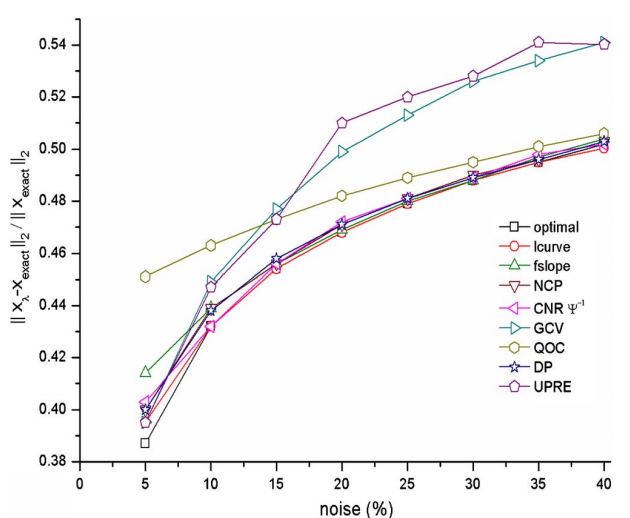 || x_λ-x_exact ||₂ / || x_exact ||₂
0.54
0.52
0.50
0.48
0.46
0.44
0.42
0.40
0.38
optimal
lcurve
fslope
NCP
CNR Ψ⁻¹
GCV
QOC
DP
UPRE
0 5 10 15 20 25 30 35 40
noise (%)